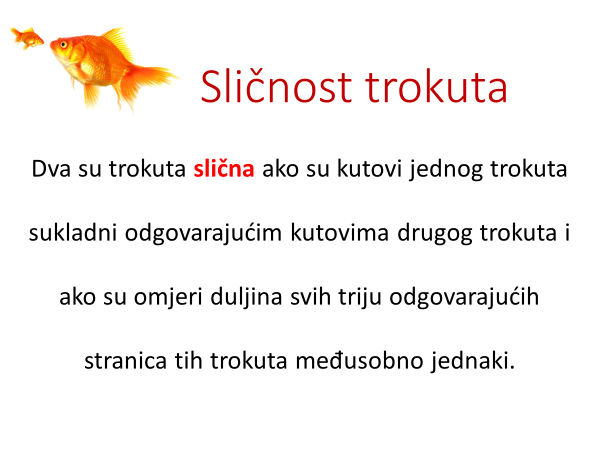 Sličnost trokuta
Dva su trokuta slična ako su kutovi jednog trokuta
sukladni odgovarajućim kutovima drugog trokuta i
ako su omjeri duljina svih triju odgovarajućih
stranica tih trokuta međusobno jednaki.